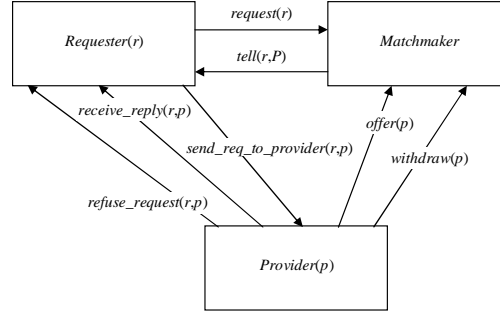 request(r)
Requester(r)
Matchmaker
tell(r,P)
receive_reply(r,p)
offer(p)
send_req_to_provider(r,p)
withdraw(p)
refuse_request(r,p)
Provider(p)